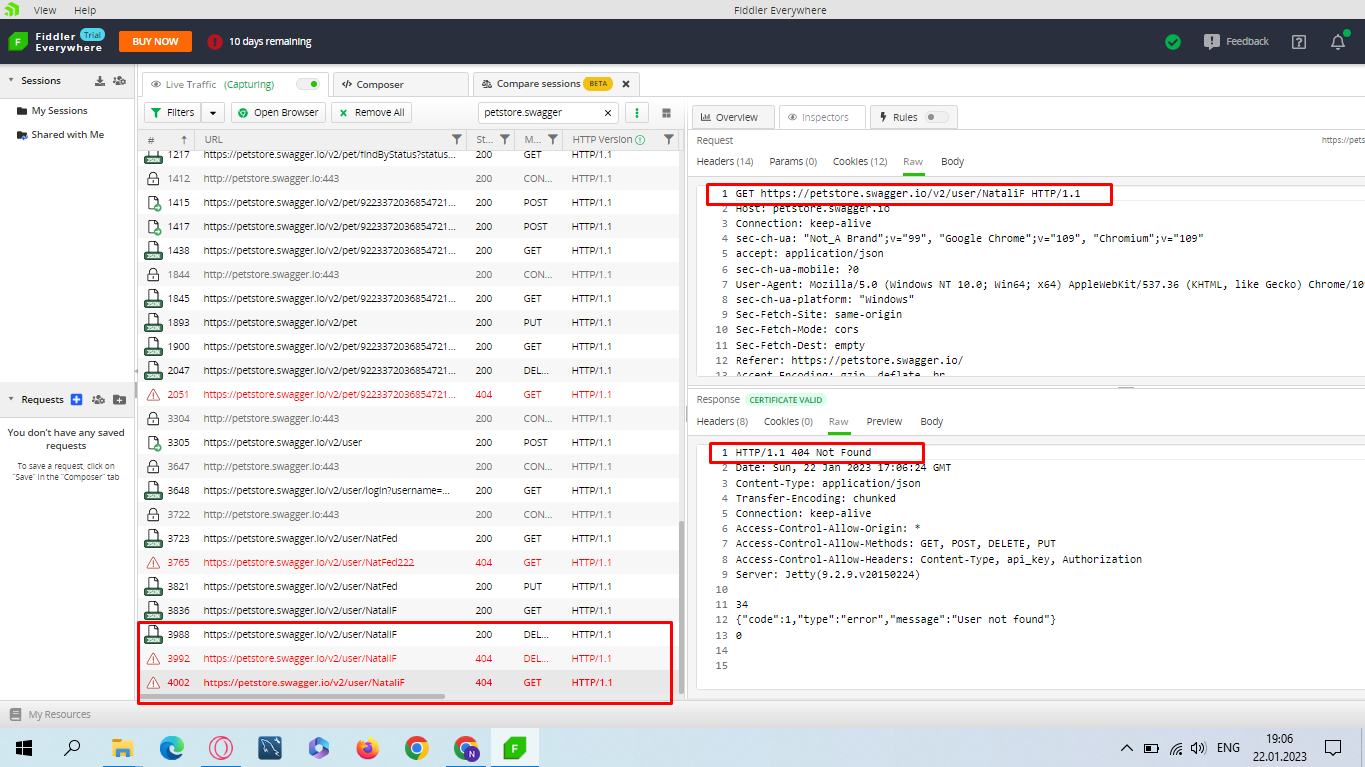 View Help
Fiddler Everywhere
Fiddler Everywhere Trial
BUY NOW
10 days remaining
Feedback
Sessions
My Sessions
Shared with Me
Requests
You don't have any saved
requests
To save a request, click on
"Save" in the "Composer" tab
Live Traffic (Capturing)
Composer
Compare sessions BETA
Filters
Open Browser
Remove All
petstore.swagger
# URL St... M... HTTP Version
1217 https://petstore.swagger.io/v2/pet/findByStatus?status... 200 GET HTTP/1.1
1412 http://petstore.swagger.io:443 200 CON... HTTP/1.1
1415 https://petstore.swagger.io/v2/pet/9223372036854721... 200 POST HTTP/1.1
1417 https://petstore.swagger.io/v2/pet/9223372036854721... 200 POST HTTP/1.1
1438 https://petstore.swagger.io/v2/pet/9223372036854721... 200 GET HTTP/1.1
1844 http://petstore.swagger.io:443 200 CON... HTTP/1.1
1845 https://petstore.swagger.io/v2/pet/9223372036854721... 200 GET HTTP/1.1
1893 https://petstore.swagger.io/v2/pet 200 PUT HTTP/1.1
1900 https://petstore.swagger.io/v2/pet/9223372036854721... 200 GET HTTP/1.1
2047 https://petstore.swagger.io/v2/pet/9223372036854721... 200 DEL... HTTP/1.1
2051 https://petstore.swagger.io/v2/pet/9223372036854721... 404 GET HTTP/1.1
3304 http://petstore.swagger.io:443 200 CON... HTTP/1.1
3305 https://petstore.swagger.io/v2/user 200 POST HTTP/1.1
3647 http://petstore.swagger.io:443 200 CON... HTTP/1.1
3648 https://petstore.swagger.io/v2/user/login?username=... 200 GET HTTP/1.1
3722 http://petstore.swagger.io:443 200 CON... HTTP/1.1
3723 https://petstore.swagger.io/v2/user/NatFed 200 GET HTTP/1.1
3765 https://petstore.swagger.io/v2/user/NatFed222 404 GET HTTP/1.1
3821 https://petstore.swagger.io/v2/user/NatFed 200 PUT HTTP/1.1
3836 https://petstore.swagger.io/v2/user/NataliF 200 GET HTTP/1.1
3988 https://petstore.swagger.io/v2/user/NataliF 200 DEL... HTTP/1.1
3992 https://petstore.swagger.io/v2/user/NataliF 404 DEL... HTTP/1.1
4002 https://petstore.swagger.io/v2/user/NataliF 404 GET HTTP/1.1
Overview
Inspectors
Rules
Request https://pets
Headers (14) Params (0) Cookies (12) Raw Body
1 GET https://petstore.swagger.io/v2/user/NataliF HTTP/1.1
2 Host: petstore.swagger.io
3 Connection: keep-alive
4 sec-ch-ua: "Not_A Brand";v="99", "Google Chrome";v="109", "Chromium";v="109"
5 accept: application/json
6 sec-ch-ua-mobile: ?0
7 User-Agent: Mozilla/5.0 (Windows NT 10.0; Win64; x64) AppleWebKit/537.36 (KHTML, like Gecko) Chrome/109
8 sec-ch-ua-platform: "Windows"
9 Sec-Fetch-Site: same-origin
10 Sec-Fetch-Mode: cors
11 Sec-Fetch-Dest: empty
12 Referer: https://petstore.swagger.io/
13 Accept-Encoding: gzip, deflate, br
Response CERTIFICATE VALID
Headers (8) Cookies (0) Raw Preview Body
1 HTTP/1.1 404 Not Found
2 Date: Sun, 22 Jan 2023 17:06:24 GMT
3 Content-Type: application/json
4 Transfer-Encoding: chunked
5 Connection: keep-alive
6 Access-Control-Allow-Origin: *
7 Access-Control-Allow-Methods: GET, POST, DELETE, PUT
8 Access-Control-Allow-Headers: Content-Type, api_key, Authorization
9 Server: Jetty(9.2.9.v20150224)
10
11 34
12 {"code":1,"type":"error","message":"User not found"}
13 0
14
15
My Resources
ENG
19:06
22.01.2023